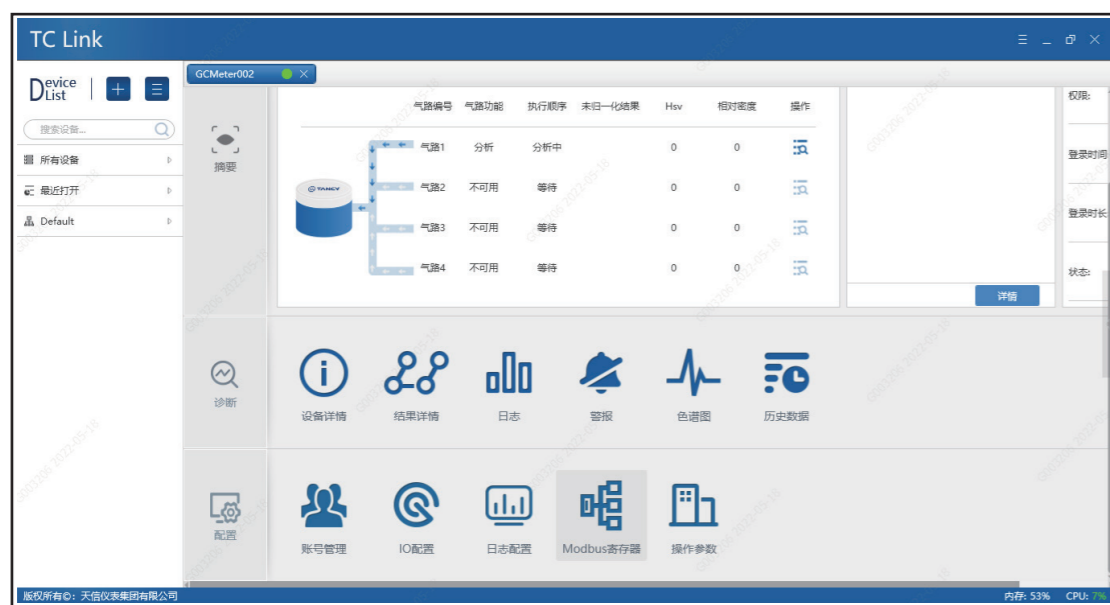 TC Link
Device List
搜索设备...
所有设备
最近打开
Default
GCMeter002
摘要
气路编号 气路功能 执行顺序 未归一化结果 Hsv 相对密度 操作
气路1 分析 分析中 0 0
气路2 不可用 等待 0 0
气路3 不可用 等待 0 0
气路4 不可用 等待 0 0
TANCY
详情
权限:
登录时间
登录时长
状态:
诊断
设备详情 结果详情 日志 警报 色谱图 历史数据
配置
账号管理 IO配置 日志配置 Modbus寄存器 操作参数
版权所有©：天信仪表集团有限公司
内存: 53% CPU: 7%
G003206 2022-05-18